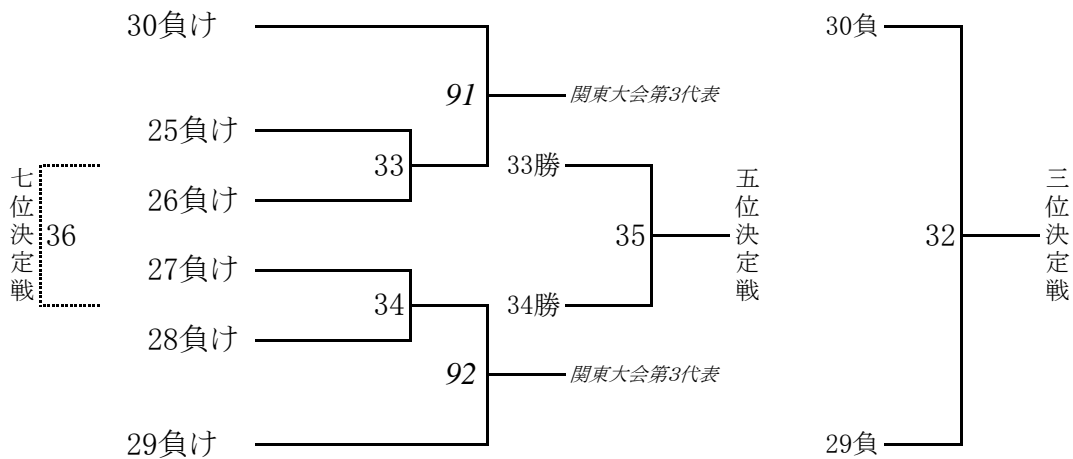 30負け
30負
91
関東大会第3代表
25負け
33
33勝
26負け
七位決定戦
36
35
五位決定戦
32
三位決定戦
27負け
34
34勝
28負け
92
関東大会第3代表
29負け
29負